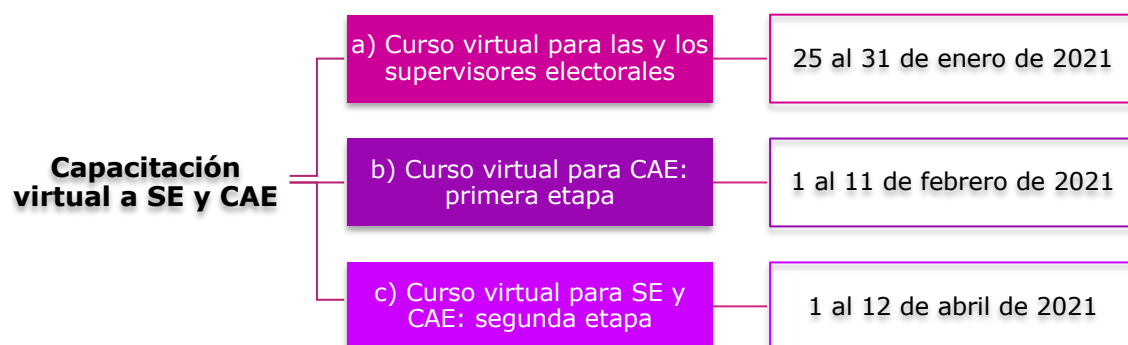 Capacitación
virtual a SE y CAE
a) Curso virtual para las y los
supervisores electorales
25 al 31 de enero de 2021
b) Curso virtual para CAE:
primera etapa
1 al 11 de febrero de 2021
c) Curso virtual para SE y
CAE: segunda etapa
1 al 12 de abril de 2021